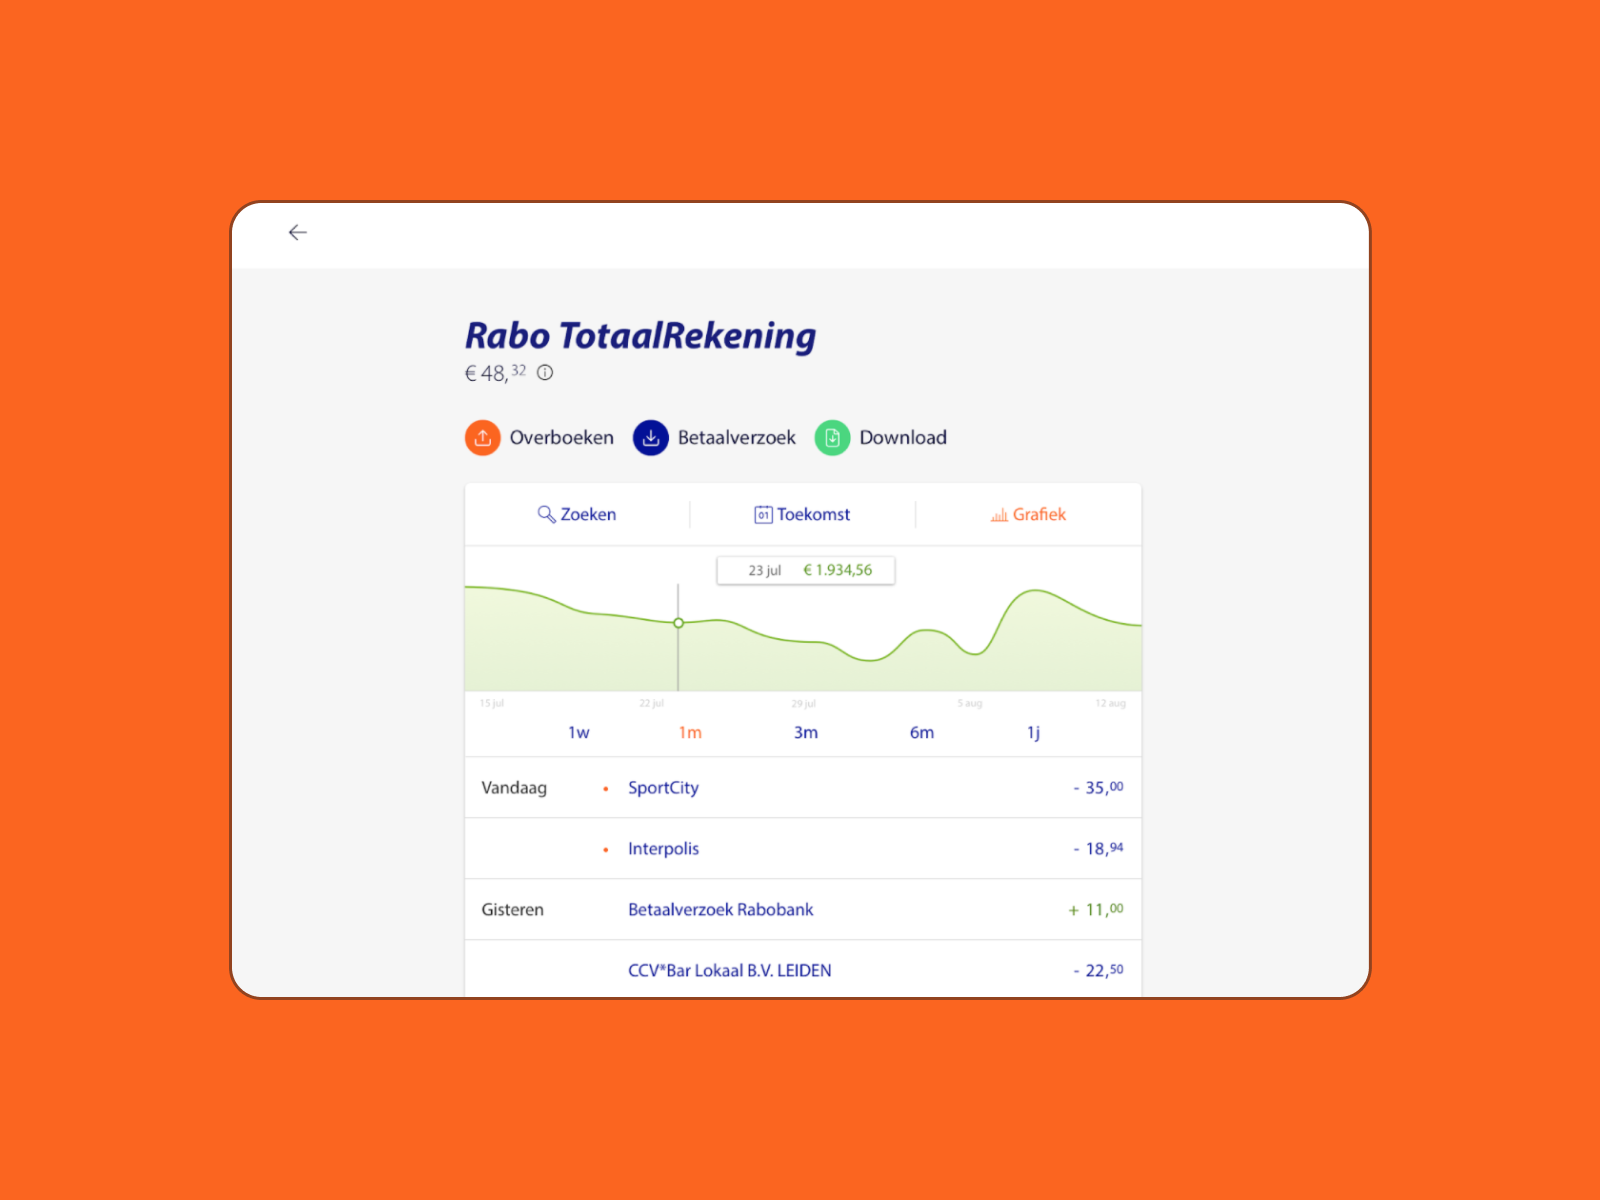 Rabo TotaalRekening
€ 48,32
Overboeken Betaalverzoek Download
Zoeken 01 Toekomst Grafiek
23 jul € 1.934,56
15 jul 22 jul 29 jul 5 aug 12 aug
1w 1m 3m 6m 1j
Vandaag • SportCity - 35,00
• Interpolis - 18,94
Gisteren Betaalverzoek Rabobank + 11,00
CCV*Bar Lokaal B.V. LEIDEN - 22,50